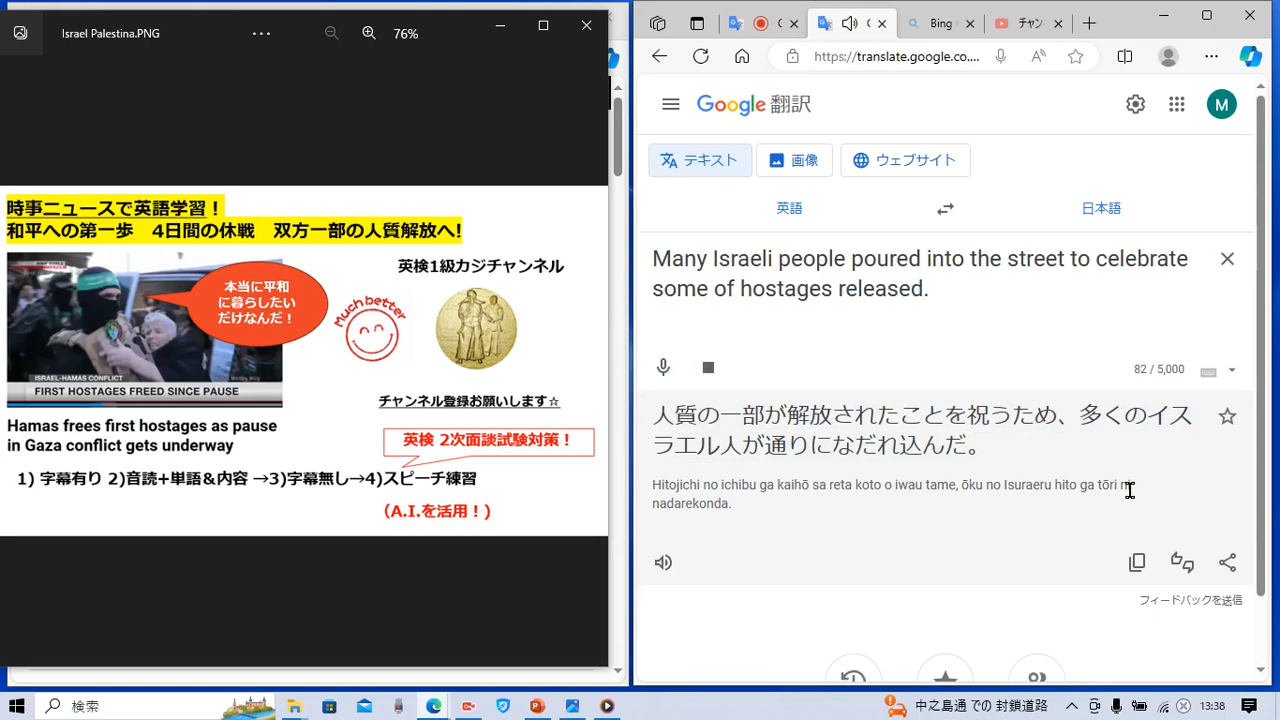 Israel Palestina.PNG
76%
時事ニュースで英語学習！
和平への第一歩 4日間の休戦 双方一部の人質解放へ!
英検1級カジチャンネル
本当に平和
に暮らしたい
だけなんだ！
Much better
ISRAEL-HAMAS CONFLICT
FIRST HOSTAGES FREED SINCE PAUSE
チャンネル登録お願いします☆
Hamas frees first hostages as pause
in Gaza conflict gets underway
英検 2次面談試験対策！
1) 字幕有り 2)音読+単語＆内容 →3)字幕無し→4)スピーチ練習
（A.I.を活用！)
Bing
チャン
https://translate.google.co....
Google 翻訳
M
テキスト
画像
ウェブサイト
英語
日本語
Many Israeli people poured into the street to celebrate
some of hostages released.
82 / 5,000
人質の一部が解放されたことを祝うため、多くのイス
ラエル人が通りになだれ込んだ。
Hitojichi no ichibu ga kaihō sa reta koto o iwau tame, ōku no Isuraeru hito ga tōri
nadarekonda.
フィードバックを送信
検索
中之島通 での 封鎖道路
13:38